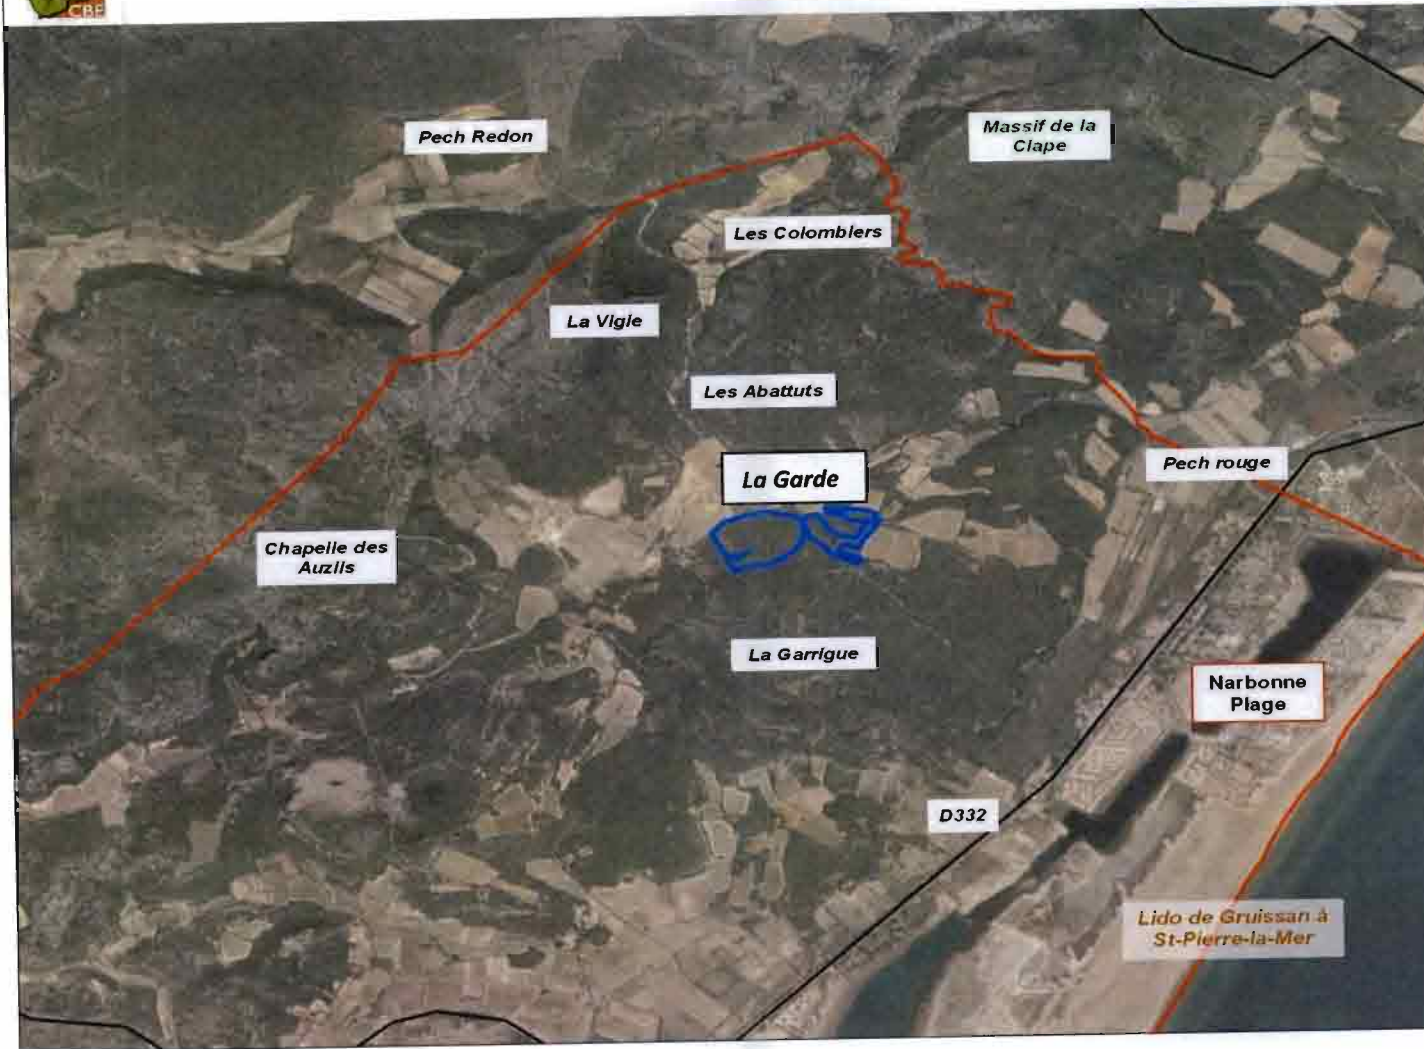 CBE
Pech Redon
Massif de la
Clape
Les Colombiers
La Vigie
Les Abattuts
La Garde
Pech rouge
Chapelle des
Auzils
La Garrigue
Narbonne
Plage
D332
Lido de Gruissan à
St-Pierre-la-Mer